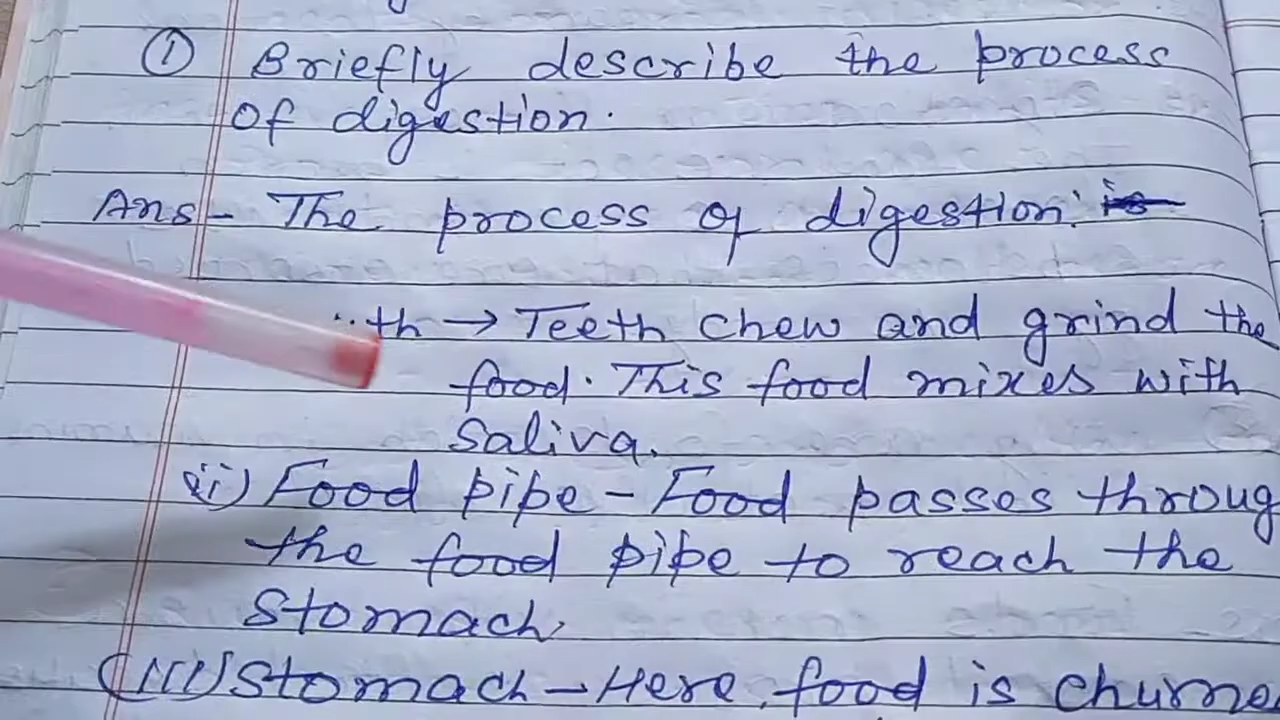 ① Briefly describe the process
of digestion.
Ans - The process of digestion:
th → Teeth chew and grind the
food. This food mixes with
saliva.
ii) Food pipe - Food passes throug
the food pipe to reach the
stomach.
(III) Stomach - Here, food is churne